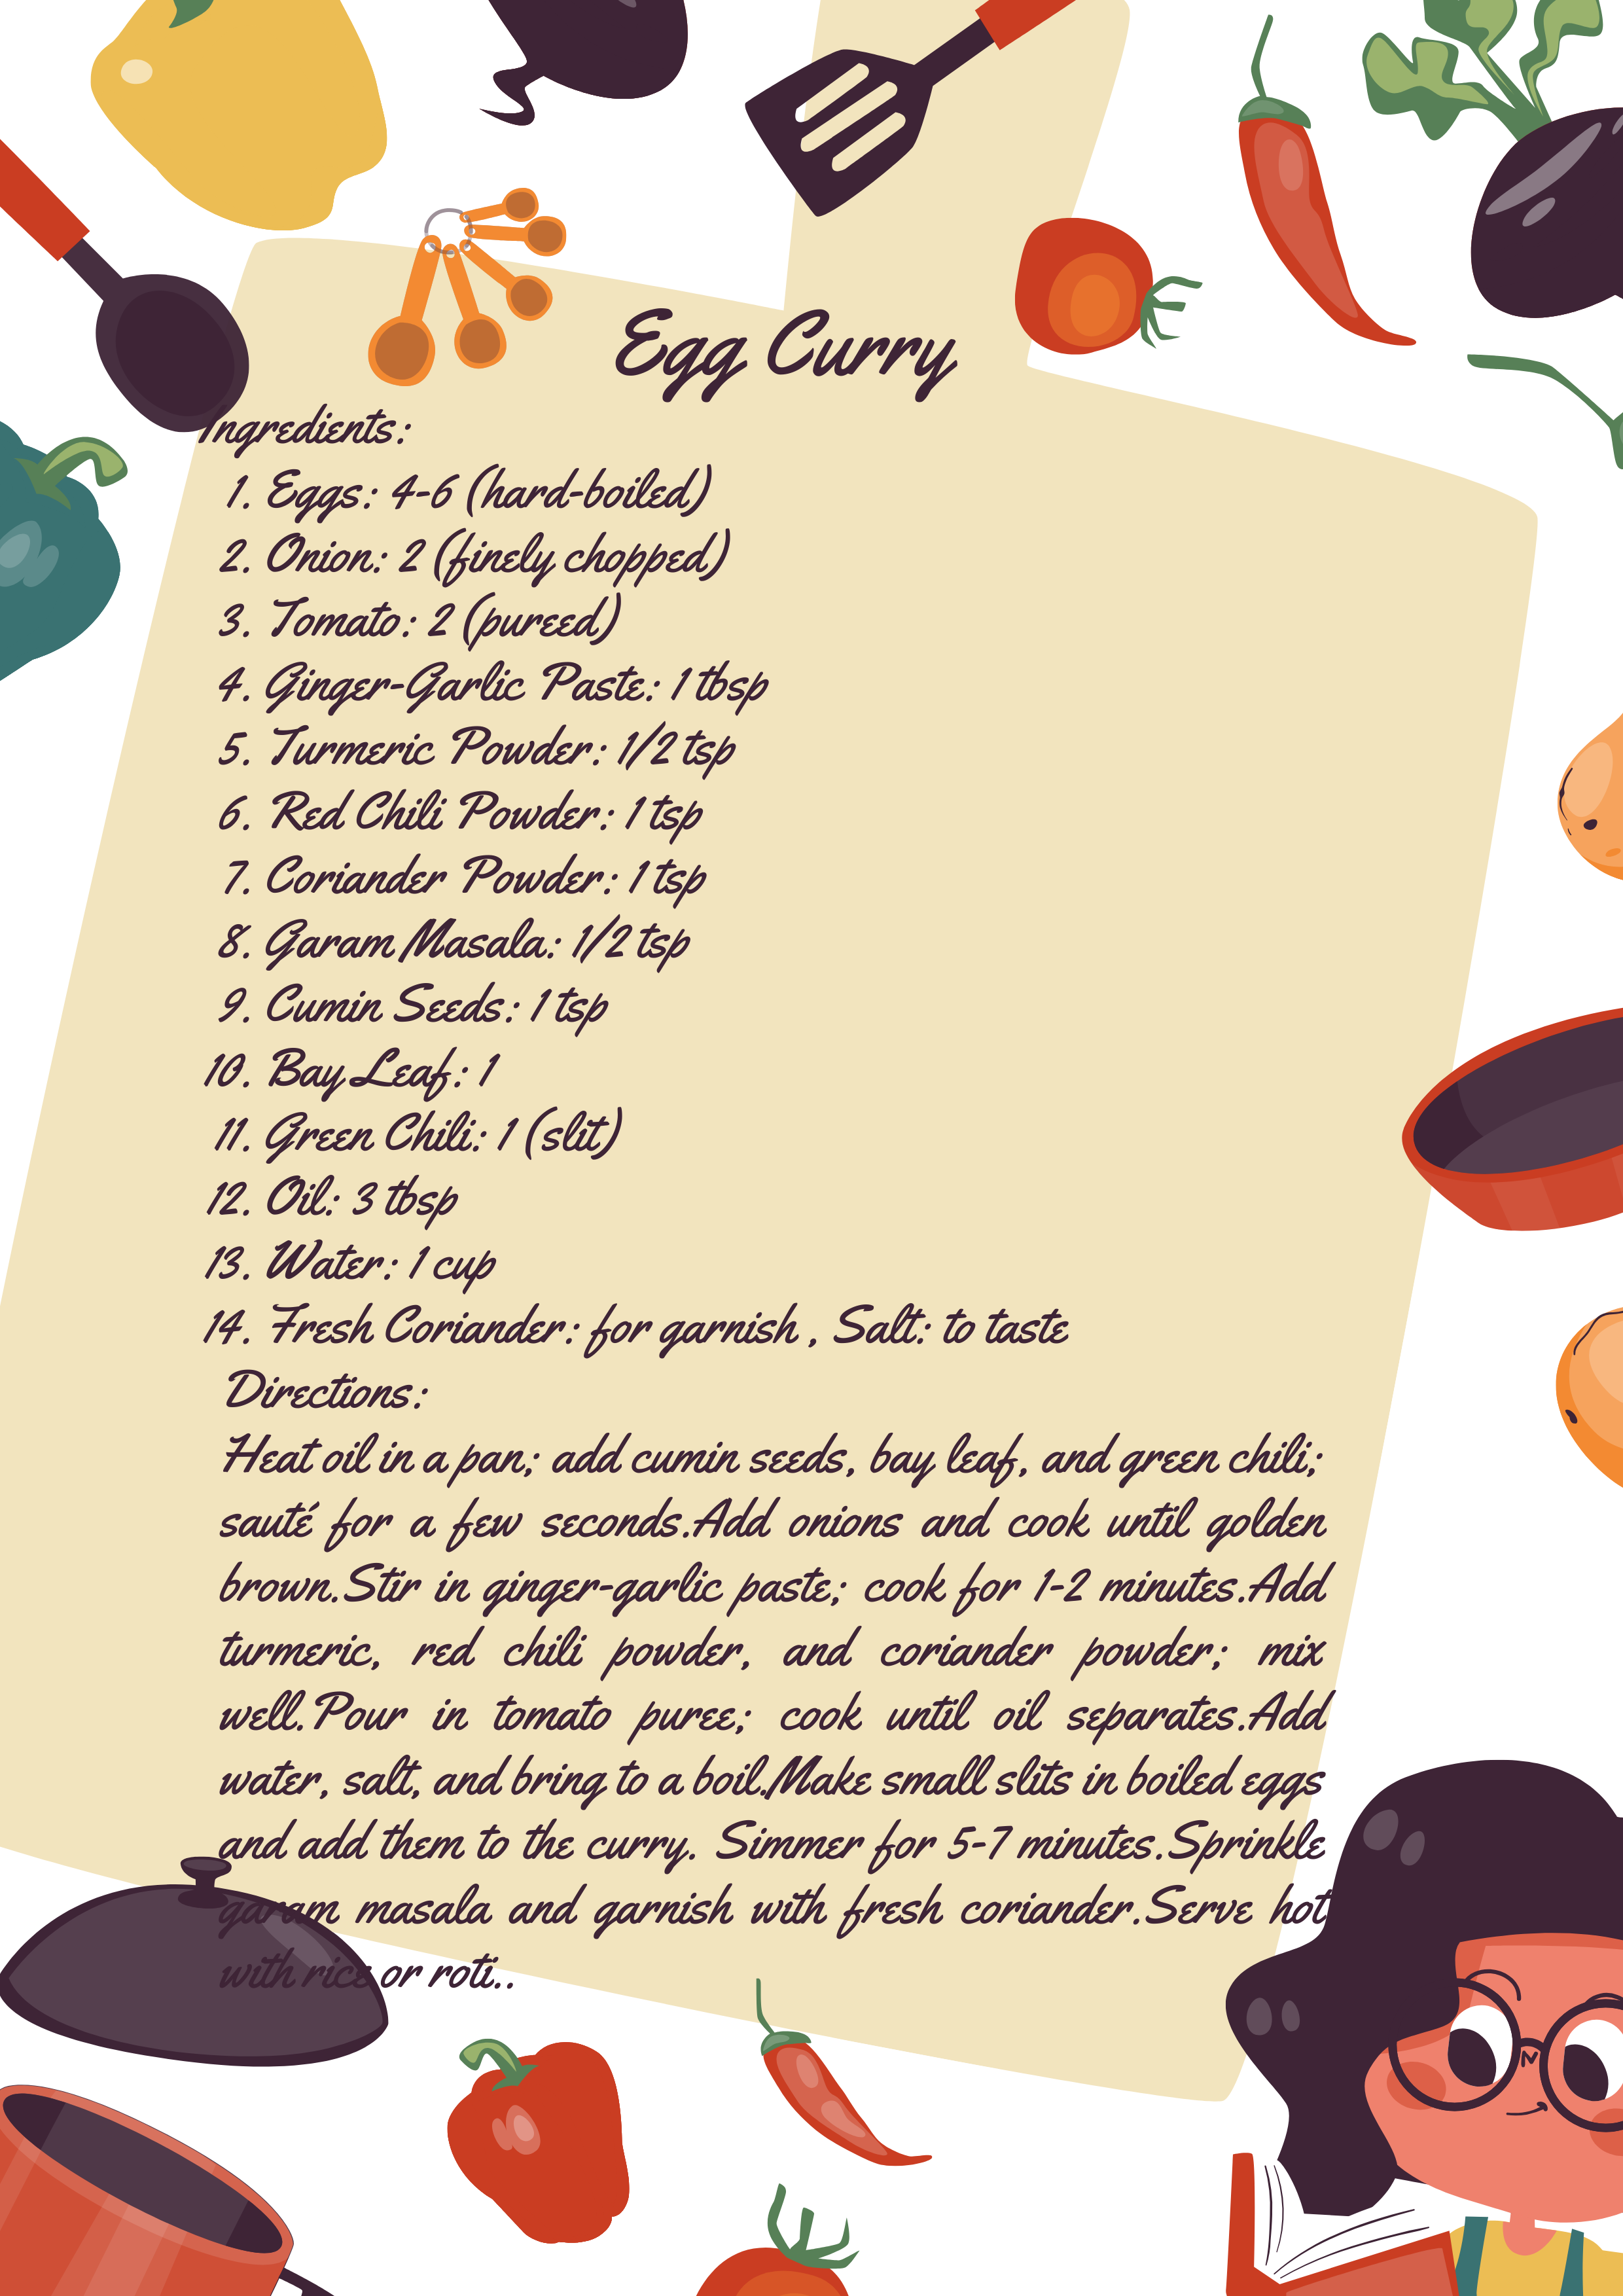 Egg Curry
Ingredients:
1. Eggs: 4-6 (hard-boiled)
2. Onion: 2 (finely chopped)
3. Tomato: 2 (pureed)
4. Ginger-Garlic Paste: 1 tbsp
5. Turmeric Powder: 1/2 tsp
6. Red Chili Powder: 1 tsp
7. Coriander Powder: 1 tsp
8. Garam Masala: 1/2 tsp
9. Cumin Seeds: 1 tsp
10. Bay Leaf: 1
11. Green Chili: 1 (slit)
12. Oil: 3 tbsp
13. Water: 1 cup
14. Fresh Coriander: for garnish , Salt: to taste
Directions:
Heat oil in a pan; add cumin seeds, bay leaf, and green chili;
sauté for a few seconds.Add onions and cook until golden
brown.Stir in ginger-garlic paste; cook for 1-2 minutes.Add
turmeric, red chili powder, and coriander powder; mix
well.Pour in tomato puree; cook until oil separates.Add
water, salt, and bring to a boil.Make small slits in boiled eggs
and add them to the curry. Simmer for 5-7 minutes.Sprinkle
garam masala and garnish with fresh coriander.Serve hot
with rice or roti..